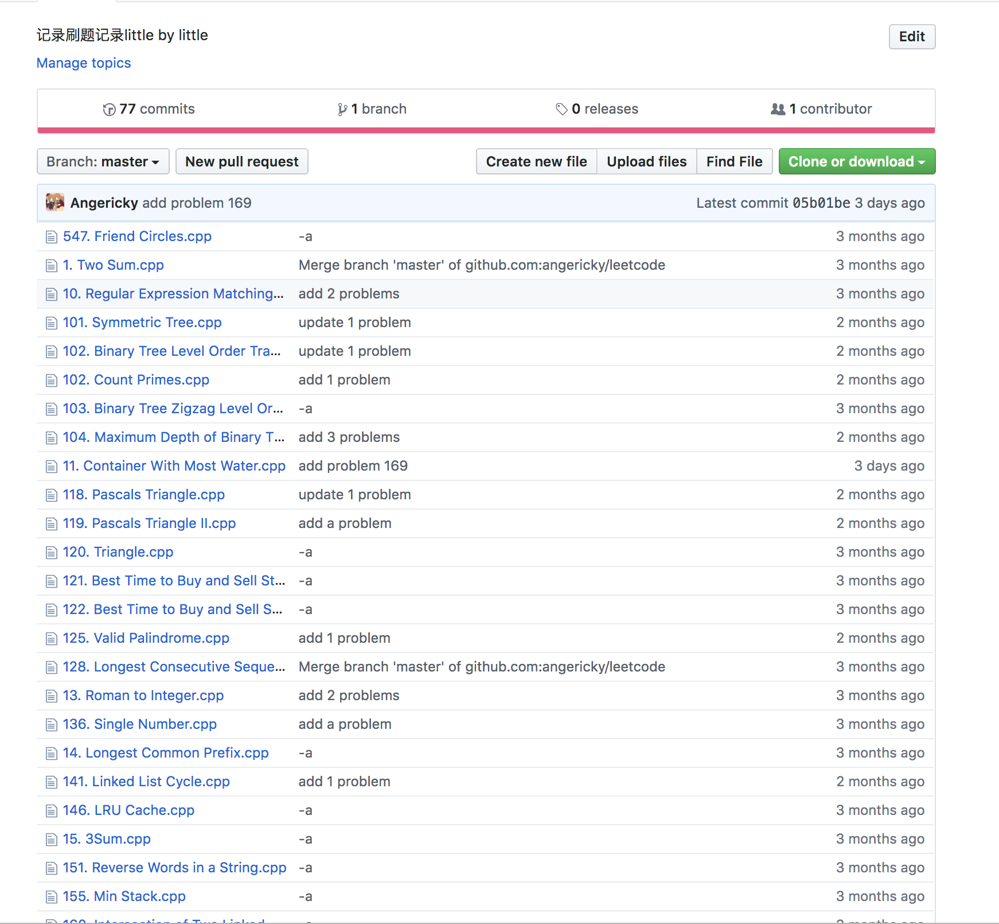 记录刷题记录little by little
Edit
Manage topics
77 commits
1 branch
0 releases
1 contributor
Branch: master
New pull request
Create new file
Upload files
Find File
Clone or download
Angericky add problem 169 Latest commit 05b01be 3 days ago
547. Friend Circles.cpp -a 3 months ago
1. Two Sum.cpp Merge branch 'master' of github.com:angericky/leetcode 3 months ago
10. Regular Expression Matching... add 2 problems 3 months ago
101. Symmetric Tree.cpp update 1 problem 2 months ago
102. Binary Tree Level Order Tra... update 1 problem 2 months ago
102. Count Primes.cpp add 1 problem 2 months ago
103. Binary Tree Zigzag Level Or... -a 3 months ago
104. Maximum Depth of Binary T... add 3 problems 2 months ago
11. Container With Most Water.cpp add problem 169 3 days ago
118. Pascals Triangle.cpp update 1 problem 2 months ago
119. Pascals Triangle II.cpp add a problem 2 months ago
120. Triangle.cpp -a 3 months ago
121. Best Time to Buy and Sell St... -a 3 months ago
122. Best Time to Buy and Sell S... -a 3 months ago
125. Valid Palindrome.cpp add 1 problem 2 months ago
128. Longest Consecutive Seque... Merge branch 'master' of github.com:angericky/leetcode 3 months ago
13. Roman to Integer.cpp add 2 problems 3 months ago
136. Single Number.cpp add a problem 3 months ago
14. Longest Common Prefix.cpp -a 3 months ago
141. Linked List Cycle.cpp add 1 problem 2 months ago
146. LRU Cache.cpp -a 3 months ago
15. 3Sum.cpp -a 3 months ago
151. Reverse Words in a String.cpp -a 3 months ago
155. Min Stack.cpp -a 3 months ago
160. Intersection of Two Linked